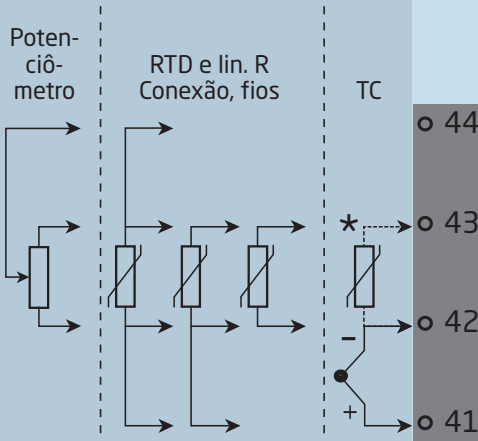 Poten-
ciô-
metro
RTD e lin. R
Conexão, fios
TC
44
* 43
42
–
+ 41